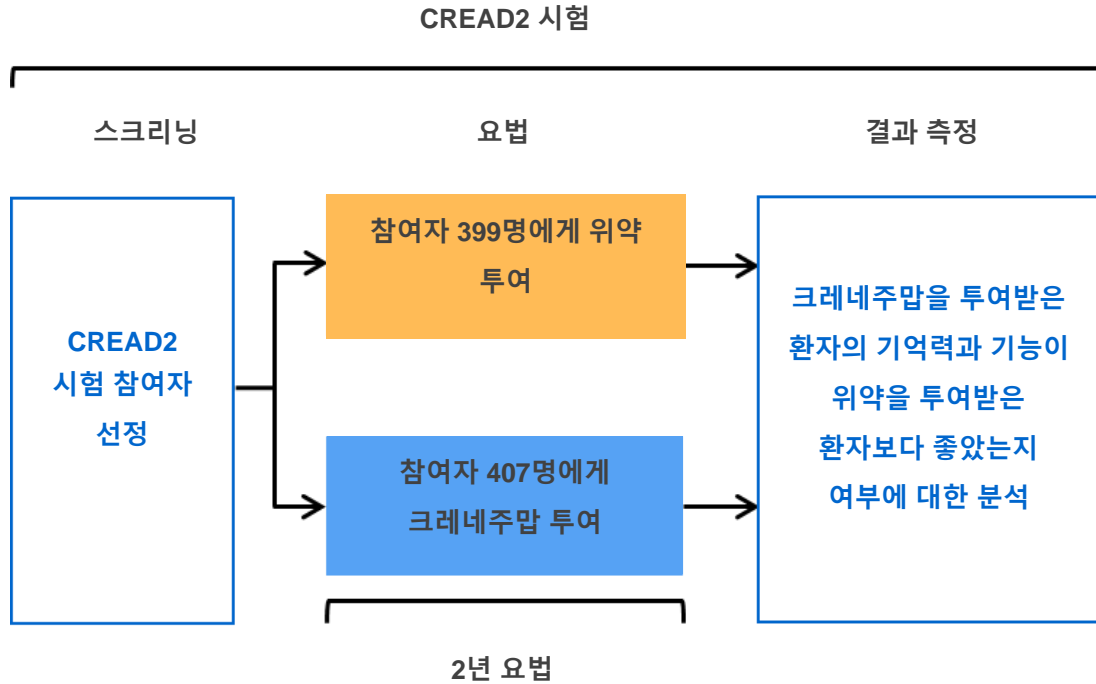 CREAD2 시험
스크리닝
요법
결과 측정
CREAD2
시험 참여자
선정
참여자 399명에게 위약
투여
참여자 407명에게
크레네주맙 투여
크레네주맙을 투여받은
환자의 기억력과 기능이
위약을 투여받은
환자보다 좋았는지
여부에 대한 분석
2년 요법